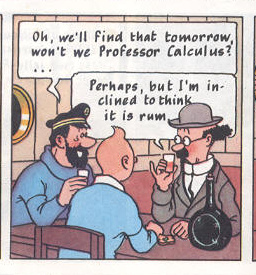 Oh, we'll find that tomorrow,
won't we Professor Calculus?
...
Perhaps, but I'm in-
clined to think
it is rum.